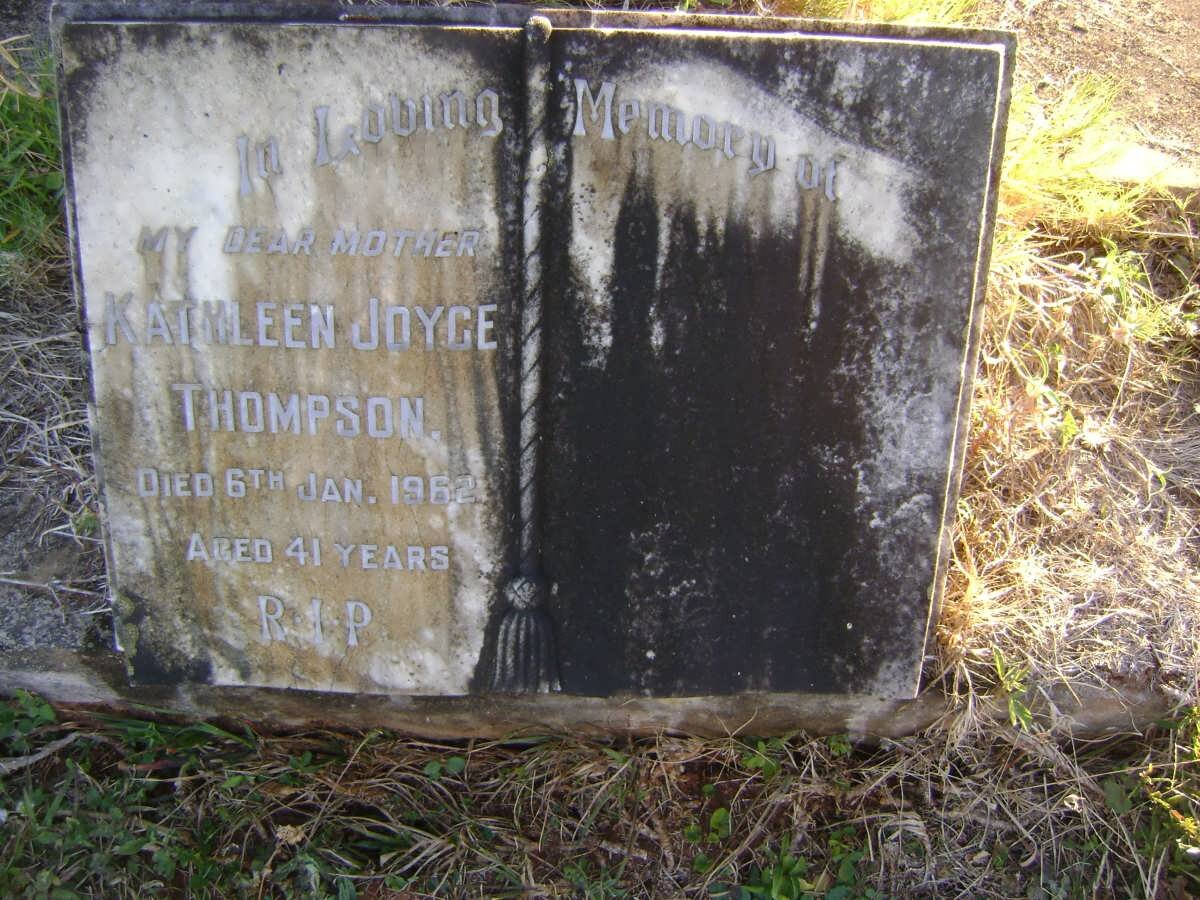 In Loving Memory of
MY DEAR MOTHER
KATHLEEN JOYCE
THOMPSON.
DIED 6TH JAN. 1962
AGED 41 YEARS
R·I·P